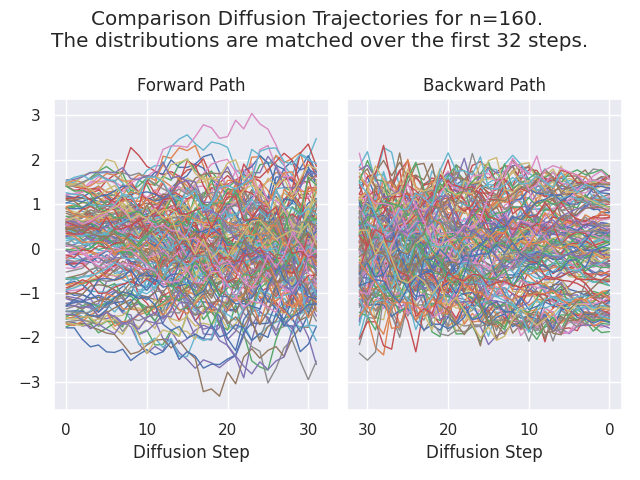 Comparison Diffusion Trajectories for n=160.
The distributions are matched over the first 32 steps.
Forward Path
Backward Path
3
2
1
0
−1
−2
−3
0 10 20 30
30 20 10 0
Diffusion Step
Diffusion Step